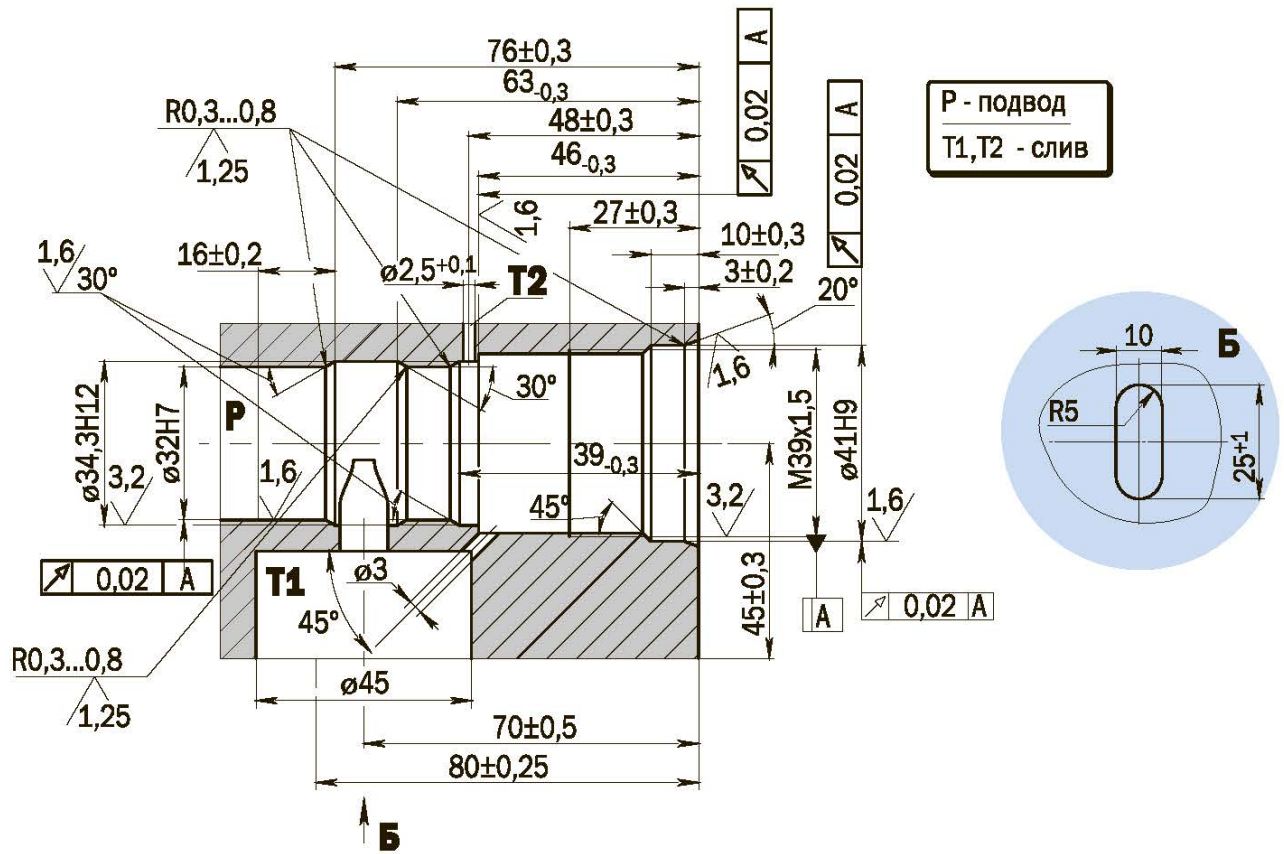 76±0,3
63-0,3
48±0,3
46-0,3
27±0,3
10±0,3
3±0,2
20°
0,02 A
0,02 A
P - подвод
T1,T2 - слив
R0,3...0,8
1,25
1,6
30°
16±0,2
ø2,5+0,1
T2
1,6
1,6
30°
ø34,3H12
ø32H7
P
3,2
1,6
39-0,3
45°
3,2
M39x1,5
ø41H9
1,6
0,02 A
T1
ø3
45°
45±0,3
A
0,02 A
R0,3...0,8
1,25
ø45
70±0,5
80±0,25
Б
Б
10
R5
25+1